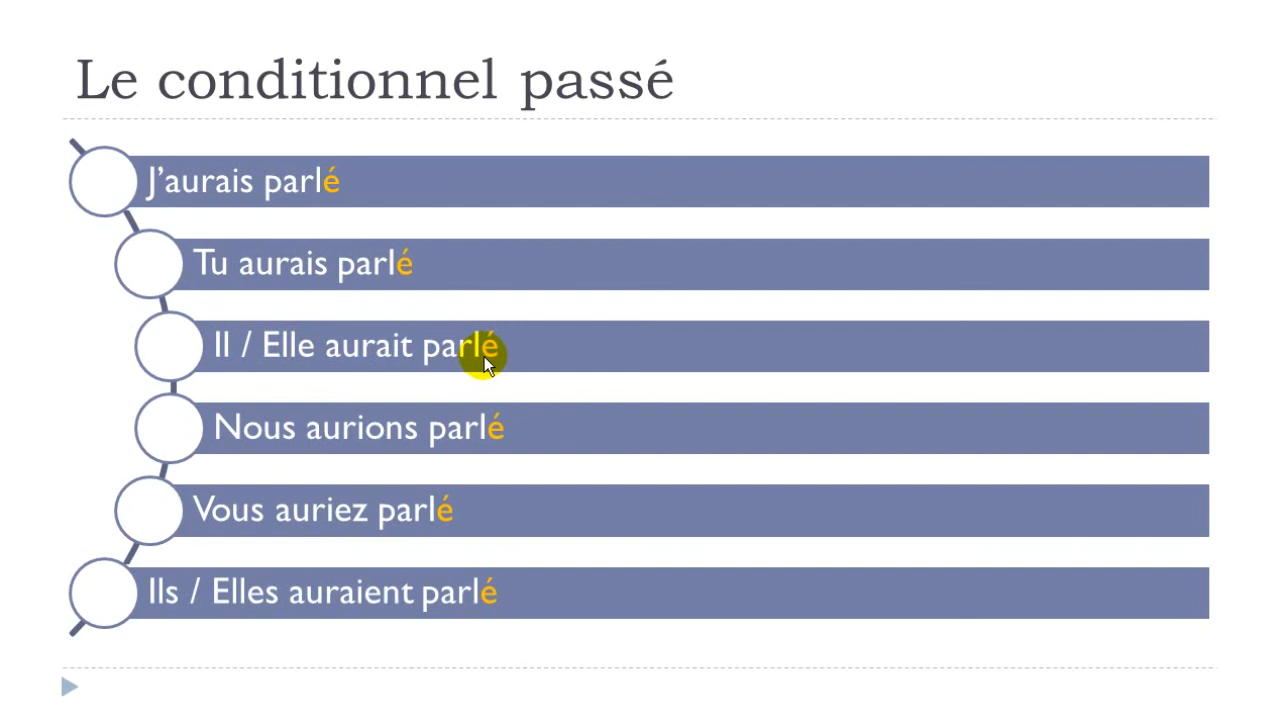 Le conditionnel passé
J’aurais parlé
Tu aurais parlé
Il / Elle aurait parlé
Nous aurions parlé
Vous auriez parlé
Ils / Elles auraient parlé